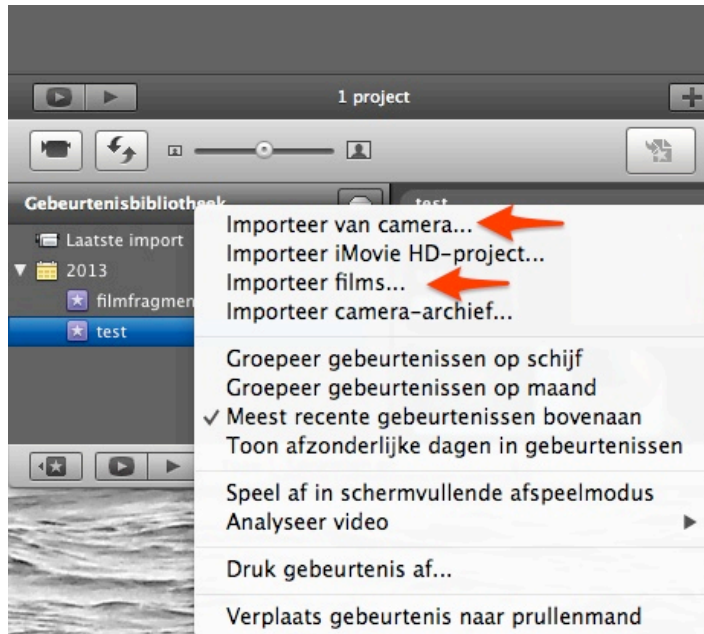 1 project
Gebeurtenisbibliotheek
test
Laatste import
2013
filmfragmen
test
Importeer van camera...
Importeer iMovie HD-project...
Importeer films...
Importeer camera-archief...
Groepeer gebeurtenissen op schijf
Groepeer gebeurtenissen op maand
Meest recente gebeurtenissen bovenaan
Toon afzonderlijke dagen in gebeurtenissen
Speel af in schermvullende afspeelmodus
Analyseer video
Druk gebeurtenis af...
Verplaats gebeurtenis naar prullenmand